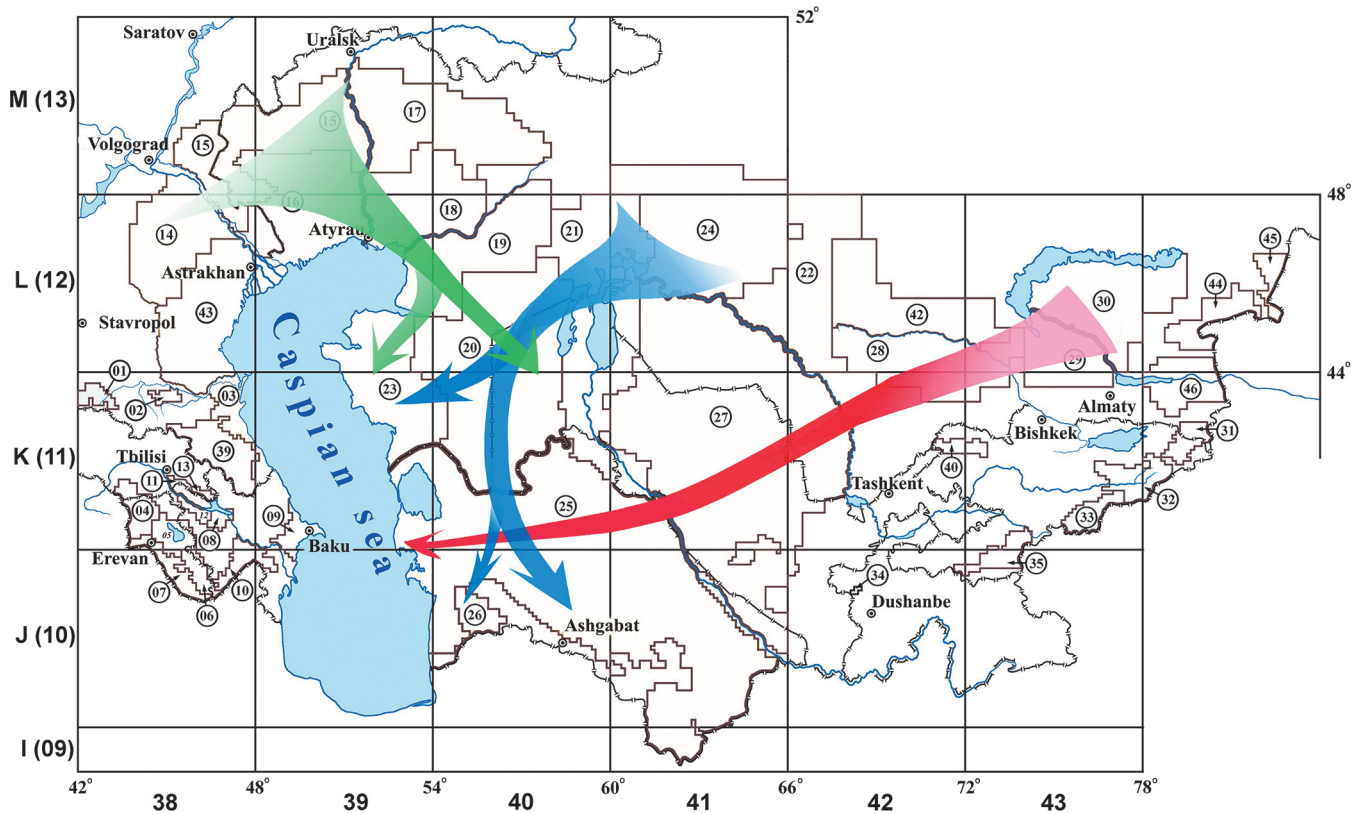 52°
Saratov
Uralsk
M (13)
15
17
Volgograd
15
48°
16
14
18
24
45
Atyrau
19
21
Astrakhan
22
L (12)
44
43
30
42
Stavropol
Caspian sea
20
28
29
44°
01
23
46
02
03
27
Almaty
Bishkek
31
39
K (11)
Tbilisi
13
40
11
Tashkent
32
04
12
25
09
33
05
08
Baku
Erevan
35
07
10
34
06
26
Dushanbe
Ashgabat
J (10)
I (09)
42°
48°
54°
60°
66°
72°
78°
38
39
40
41
42
43